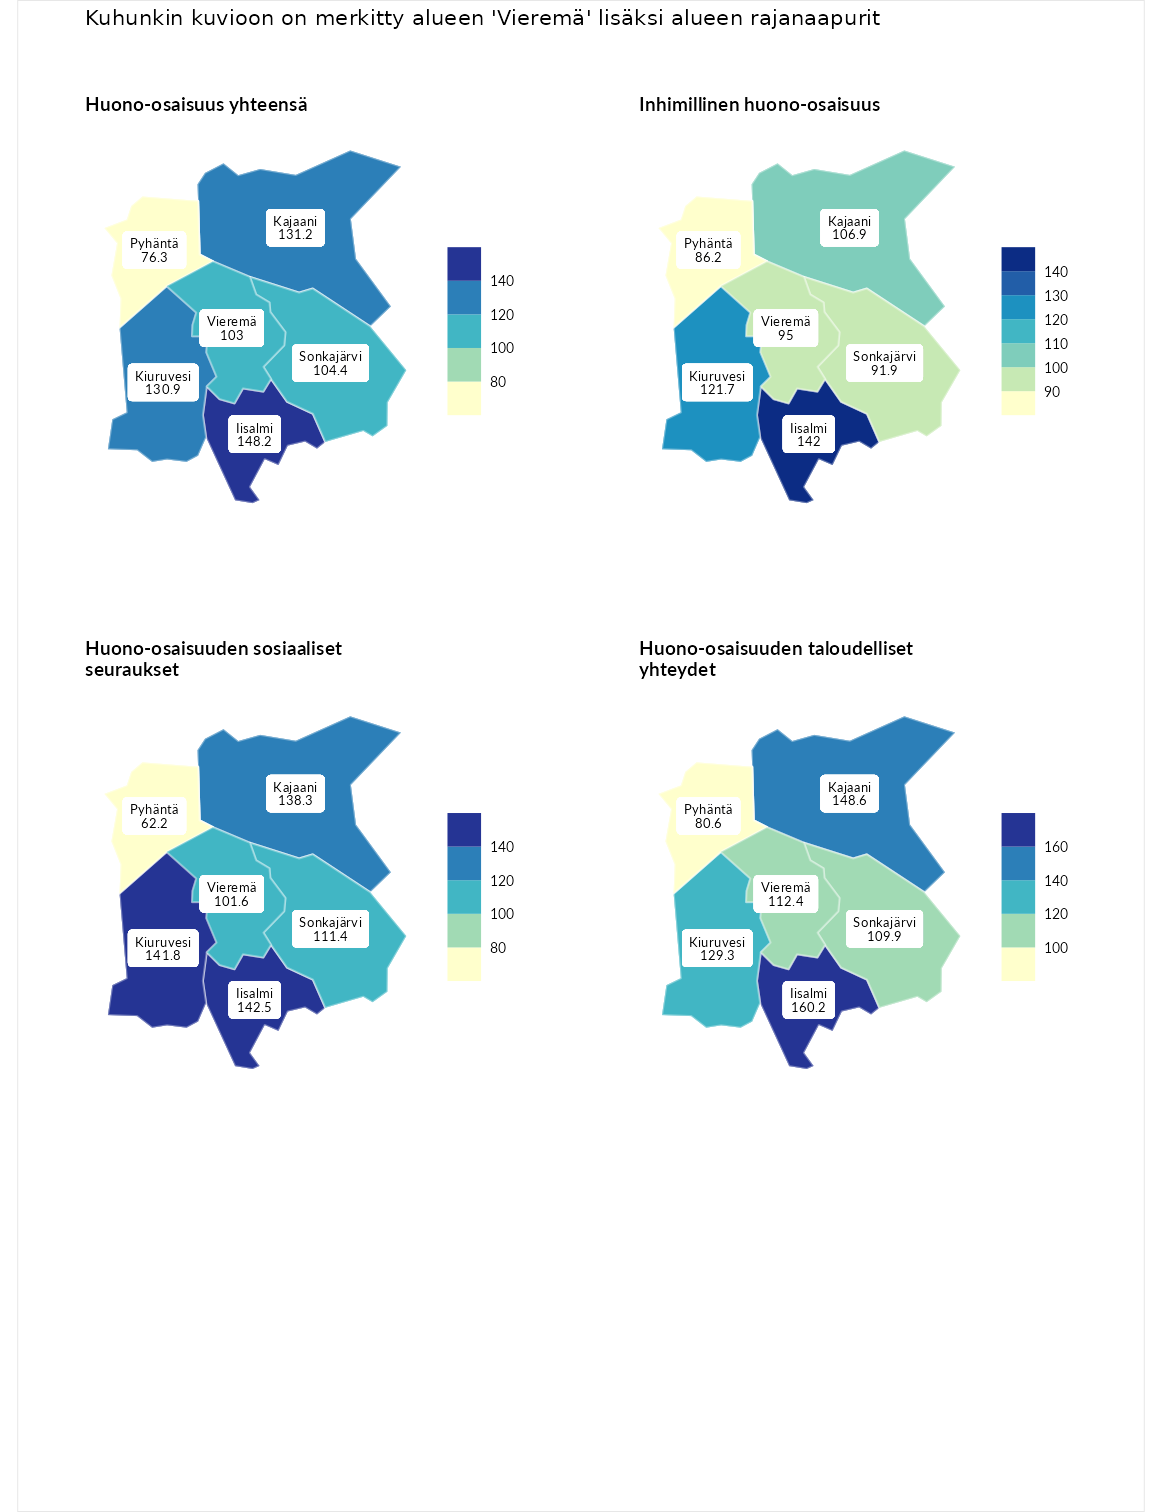 Kuhunkin kuvioon on merkitty alueen 'Vieremä' lisäksi alueen rajanaapurit
Huono-osaisuus yhteensä
Kajaani
131.2
Pyhäntä
76.3
Vieremä
103
Sonkajärvi
104.4
Kiuruvesi
130.9
Iisalmi
148.2
140
120
100
80
Inhimillinen huono-osaisuus
Kajaani
106.9
Pyhäntä
86.2
Vieremä
95
Sonkajärvi
91.9
Kiuruvesi
121.7
Iisalmi
142
140
130
120
110
100
90
Huono-osaisuuden sosiaaliset
seuraukset
Kajaani
138.3
Pyhäntä
62.2
Vieremä
101.6
Sonkajärvi
111.4
Kiuruvesi
141.8
Iisalmi
142.5
140
120
100
80
Huono-osaisuuden taloudelliset
yhteydet
Kajaani
148.6
Pyhäntä
80.6
Vieremä
112.4
Sonkajärvi
109.9
Kiuruvesi
129.3
Iisalmi
160.2
160
140
120
100